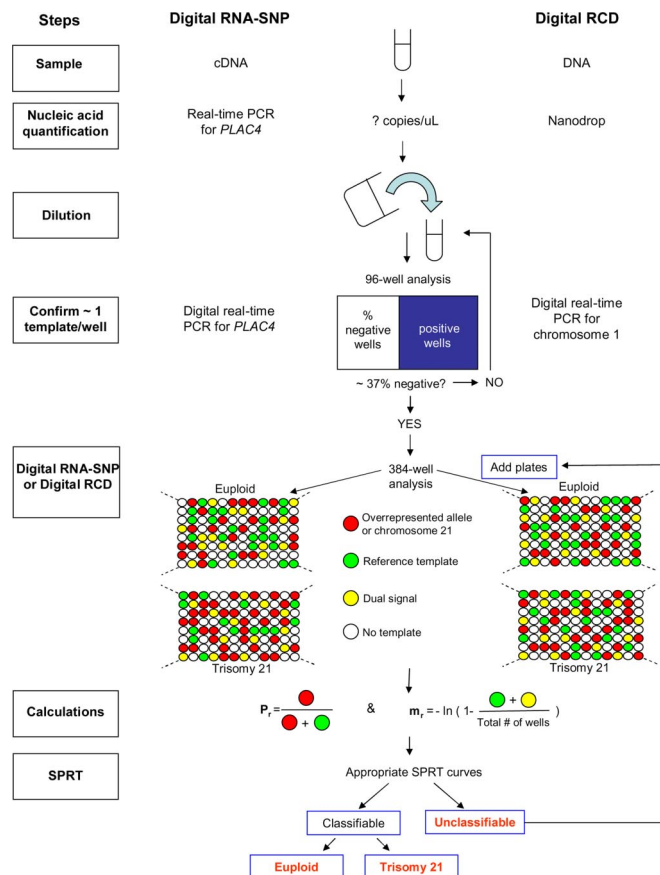 Steps
Digital RNA-SNP
Digital RCD
Sample
cDNA
DNA
Nucleic acid
quantification
Real-time PCR
for PLAC4
? copies/uL
Nanodrop
Dilution
96-well analysis
Confirm ~ 1
template/well
Digital real-time
PCR for PLAC4
%
negative
wells
positive
wells
Digital real-time
PCR for
chromosome 1
~ 37% negative?
NO
YES
Digital RNA-SNP
or Digital RCD
384-well
analysis
Add plates
Euploid
Euploid
Overrepresented allele
or chromosome 21
Reference template
Dual signal
No template
Trisomy 21
Trisomy 21
Calculations
Pr =
+
&
mr = - ln ( 1-
+
Total # of wells
)
SPRT
Appropriate SPRT curves
Classifiable
Unclassifiable
Euploid
Trisomy 21